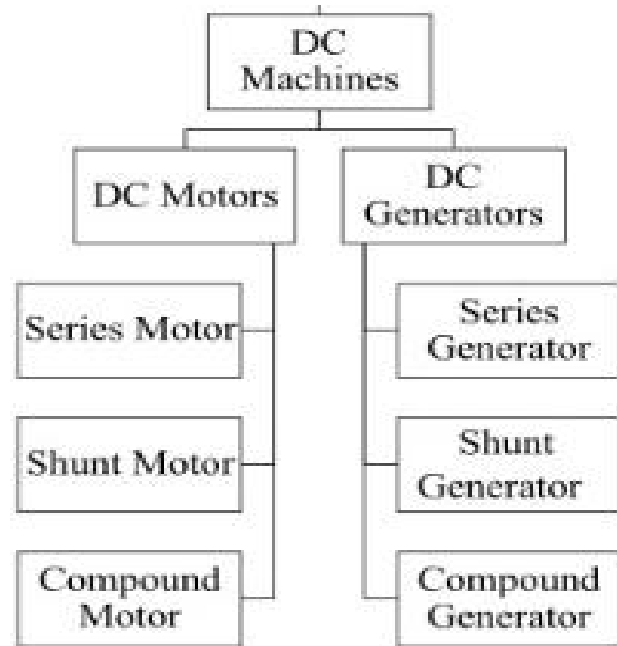 DC
Machines
DC Motors
DC
Generators
Series Motor
Series
Generator
Shunt Motor
Shunt
Generator
Compound
Motor
Compound
Generator